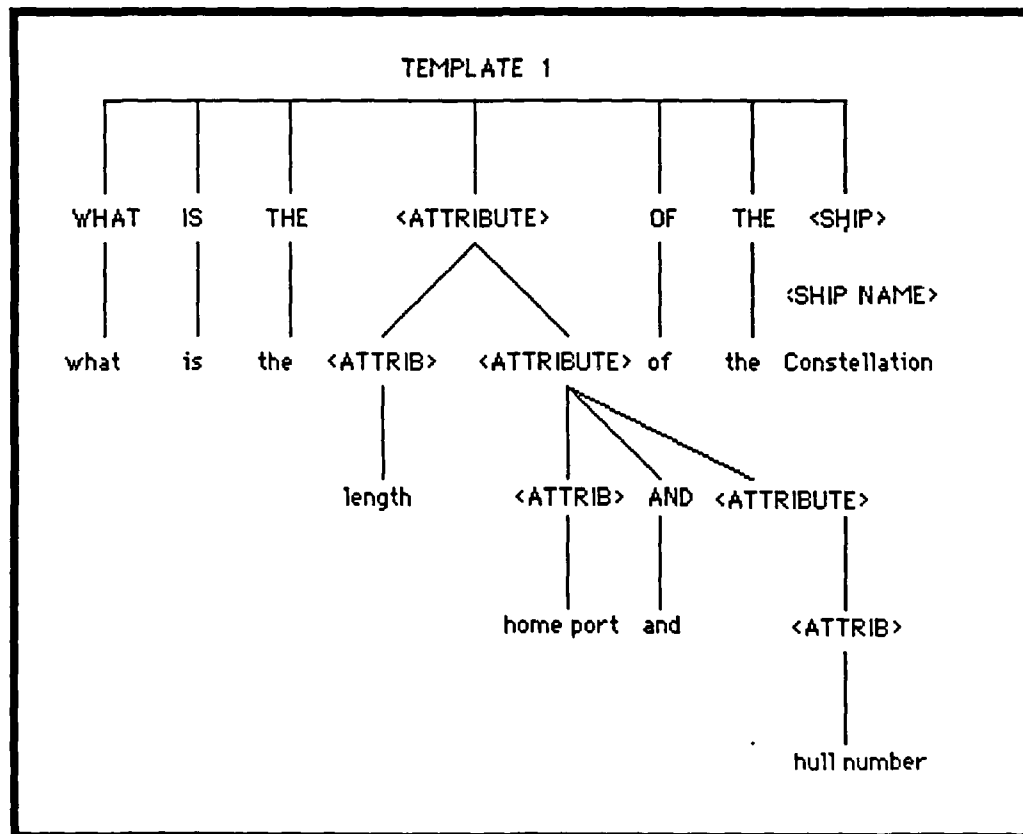 TEMPLATE 1
WHAT IS THE <ATTRIBUTE> OF THE <SHIP>
<SHIP NAME>
what is the <ATTRIB> <ATTRIBUTE> of the Constellation
length <ATTRIB> AND <ATTRIBUTE>
home port and <ATTRIB>
hull number